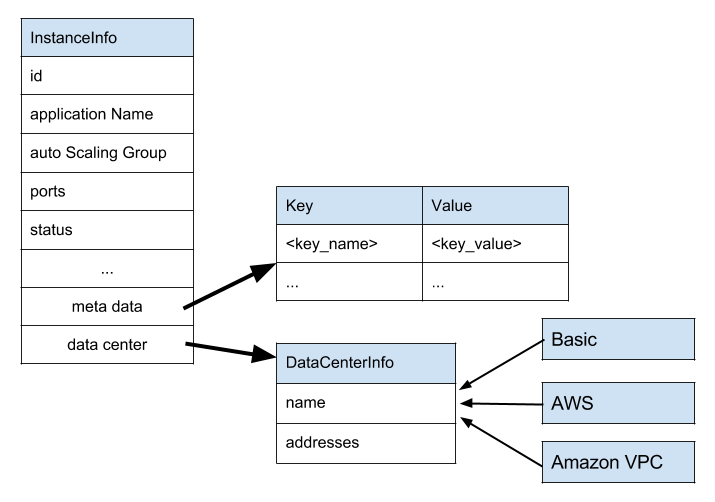 InstanceInfo
id
application Name
auto Scaling Group
ports
status
...
meta data
data center
Key Value
<key_name> <key_value>
... ...
DataCenterInfo
name
addresses
Basic
AWS
Amazon VPC